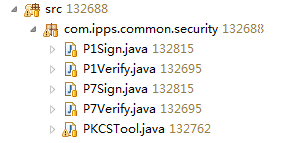 src 132688
com.ipps.common.security 132688
P1Sign.java 132815
P1Verify.java 132695
P7Sign.java 132815
P7Verify.java 132695
PKCSTool.java 132762